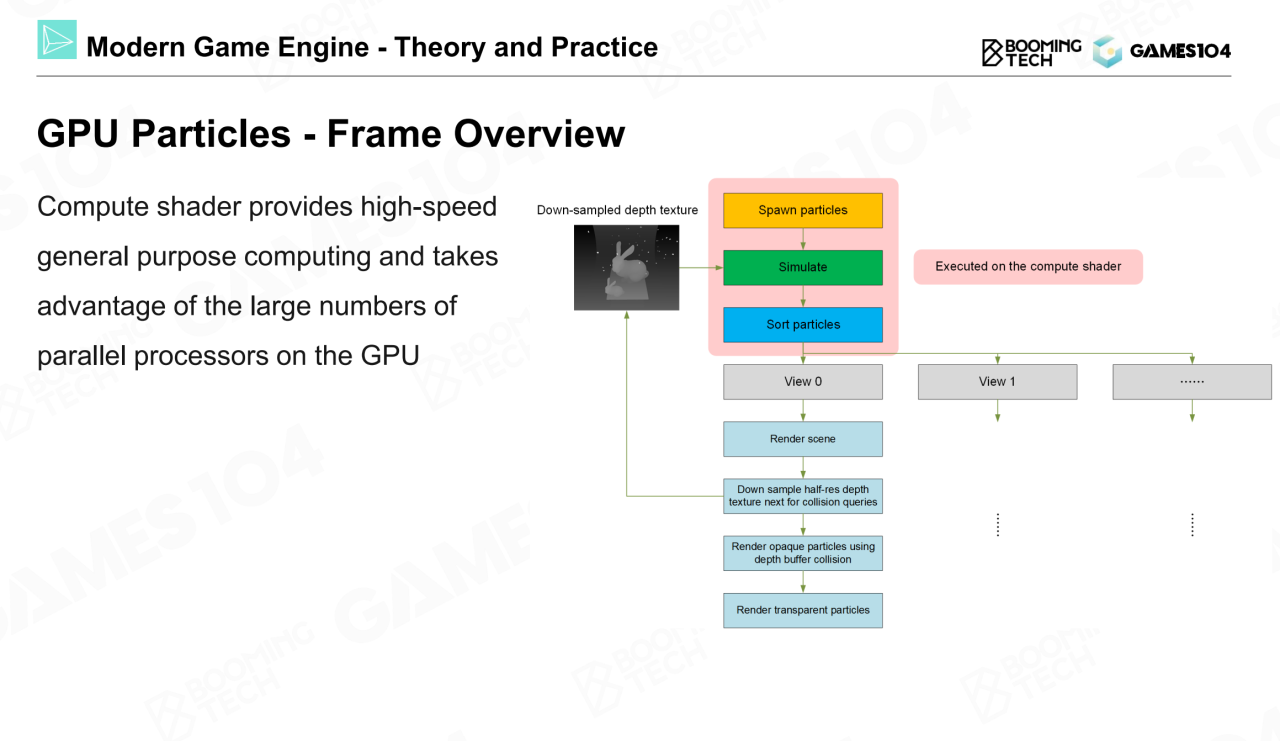 Modern Game Engine - Theory and Practice
BOOMING
TECH
GAMES104
GPU Particles - Frame Overview
Compute shader provides high-speed
general purpose computing and takes
advantage of the large numbers of
parallel processors on the GPU
Down-sampled depth texture
Spawn particles
Simulate
Executed on the compute shader
Sort particles
View 0
View 1
......
Render scene
Down sample half-res depth
texture next for collision queries
Render opaque particles using
depth buffer collision
Render transparent particles